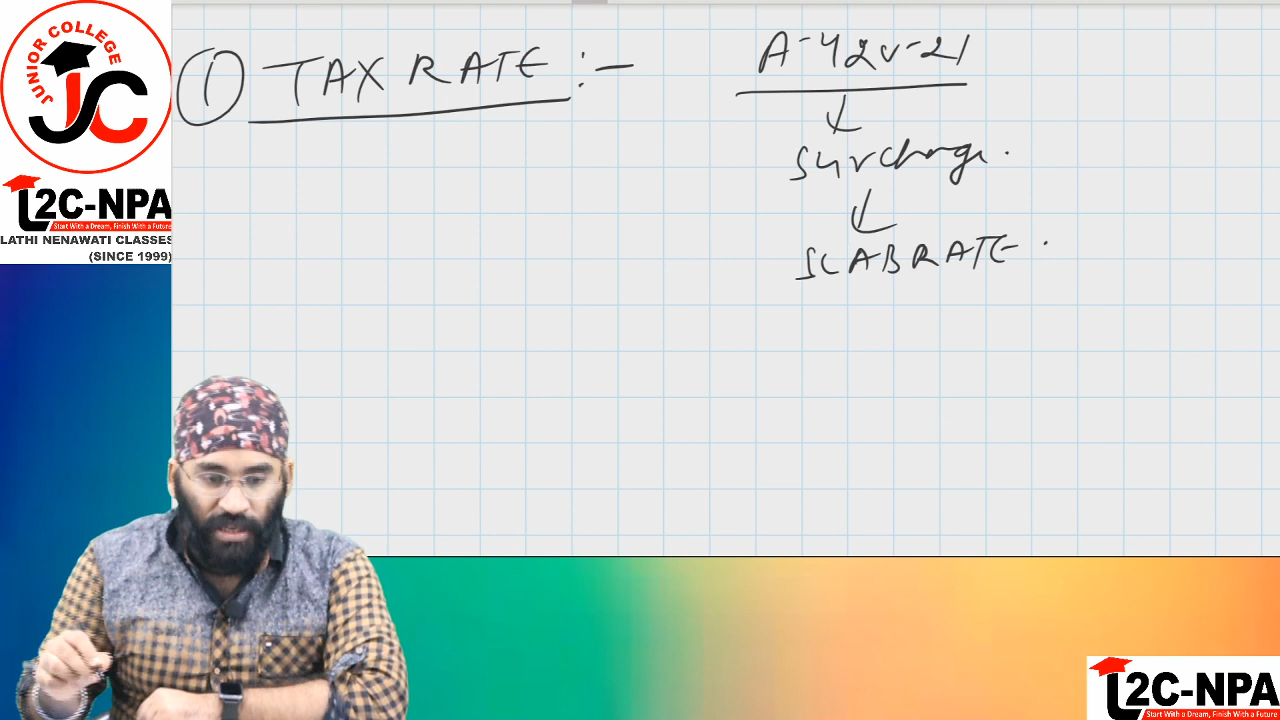 JUNIOR COLLEGE
JC
L2C-NPA
Start With a Dream, Finish With a Future
LATHI NENAWATI CLASSES
(SINCE 1999)
① TAX RATE :-
A-Y 20-21
Surcharge.
SLAB RATE.
L2C-NPA
Start With a Dream, Finish With a Future